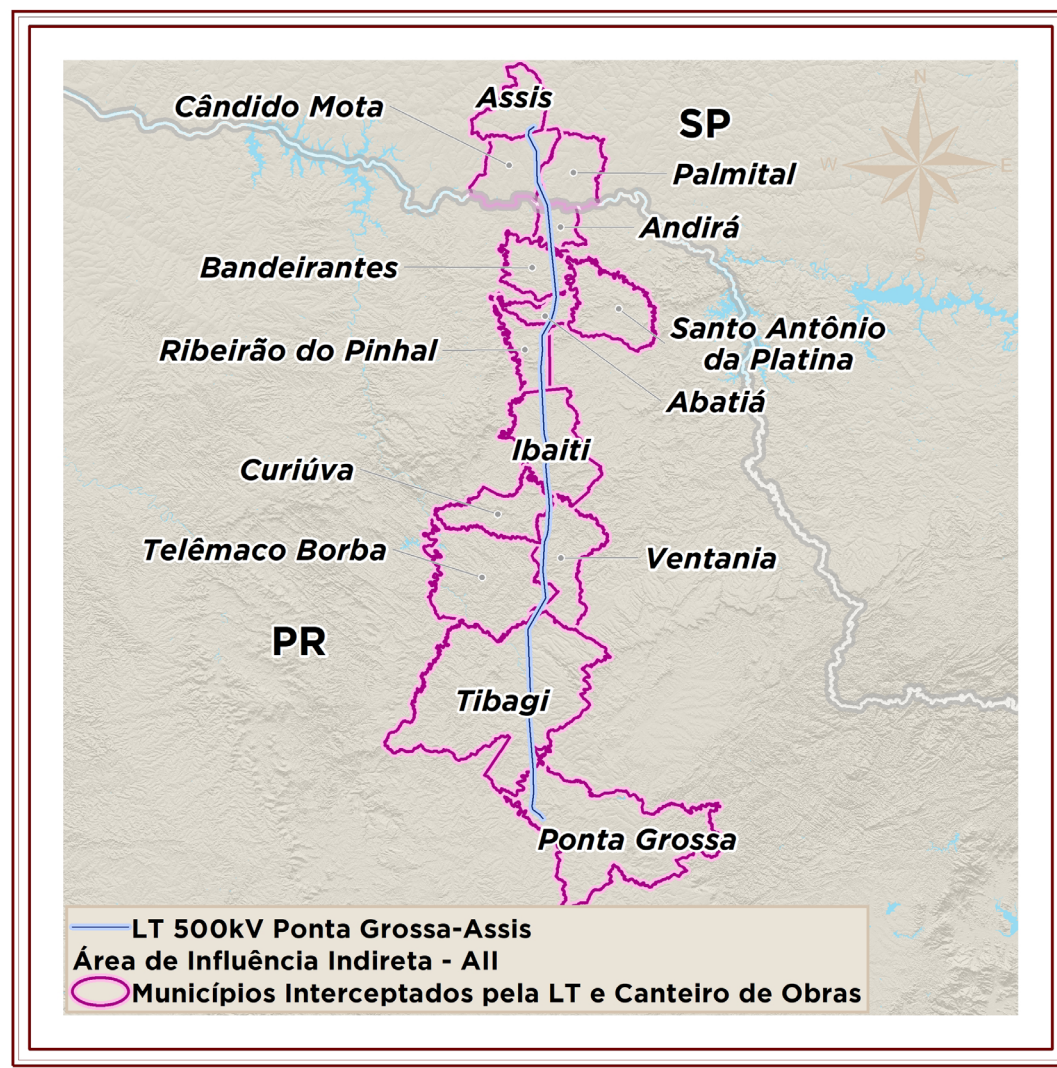 N
Assis
Cândido Mota
SP
W
E
Palmital
Andirá
S
Bandeirantes
Santo Antônio
da Platina
Ribeirão do Pinhal
Abatiá
Ibaiti
Curiúva
Telêmaco Borba
Ventania
PR
Tibagi
Ponta Grossa
LT 500kV Ponta Grossa-Assis
Área de Influência Indireta - AII
Municípios Interceptados pela LT e Canteiro de Obras